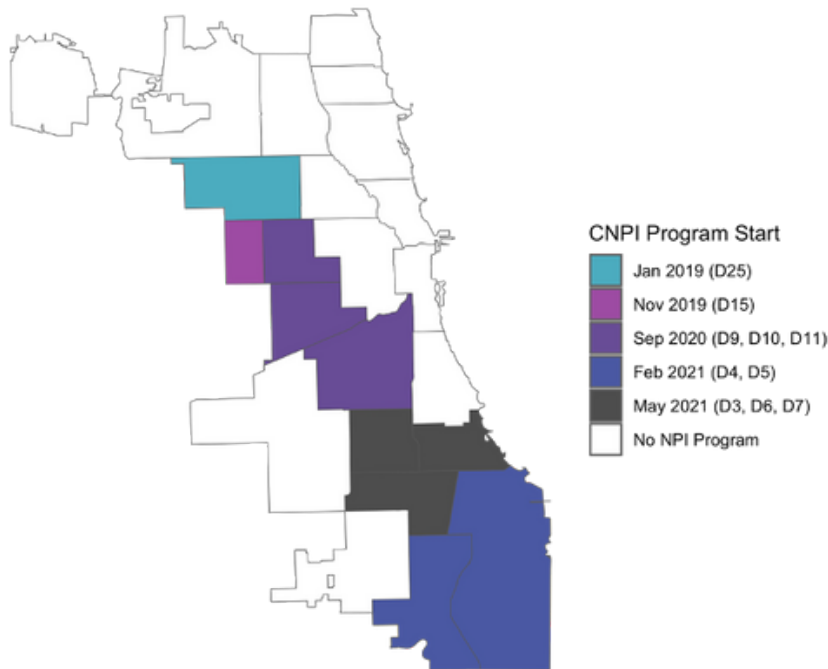 CNPI Program Start
Jan 2019 (D25)
Nov 2019 (D15)
Sep 2020 (D9, D10, D11)
Feb 2021 (D4, D5)
May 2021 (D3, D6, D7)
No NPI Program